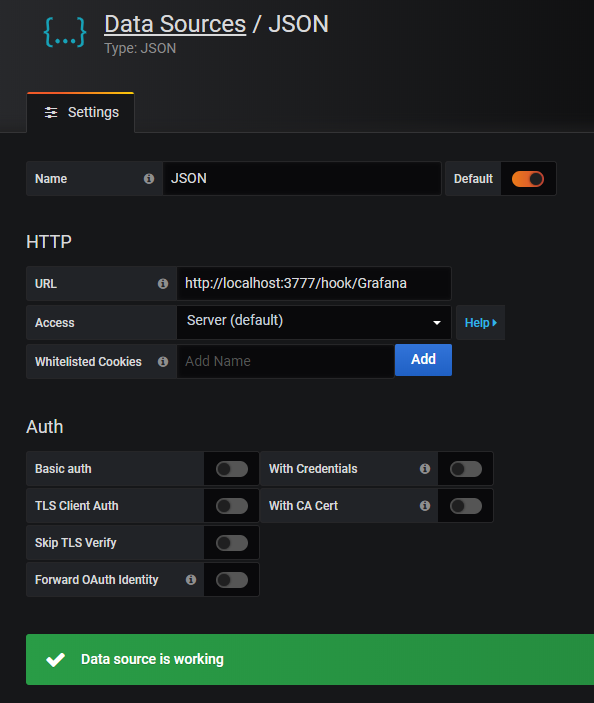 {...}
Data Sources / JSON
Type: JSON
Settings
Name JSON Default
HTTP
URL http://localhost:3777/hook/Grafana
Access Server (default) Help
Whitelisted Cookies Add Name Add
Auth
Basic auth With Credentials
TLS Client Auth With CA Cert
Skip TLS Verify
Forward OAuth Identity
Data source is working